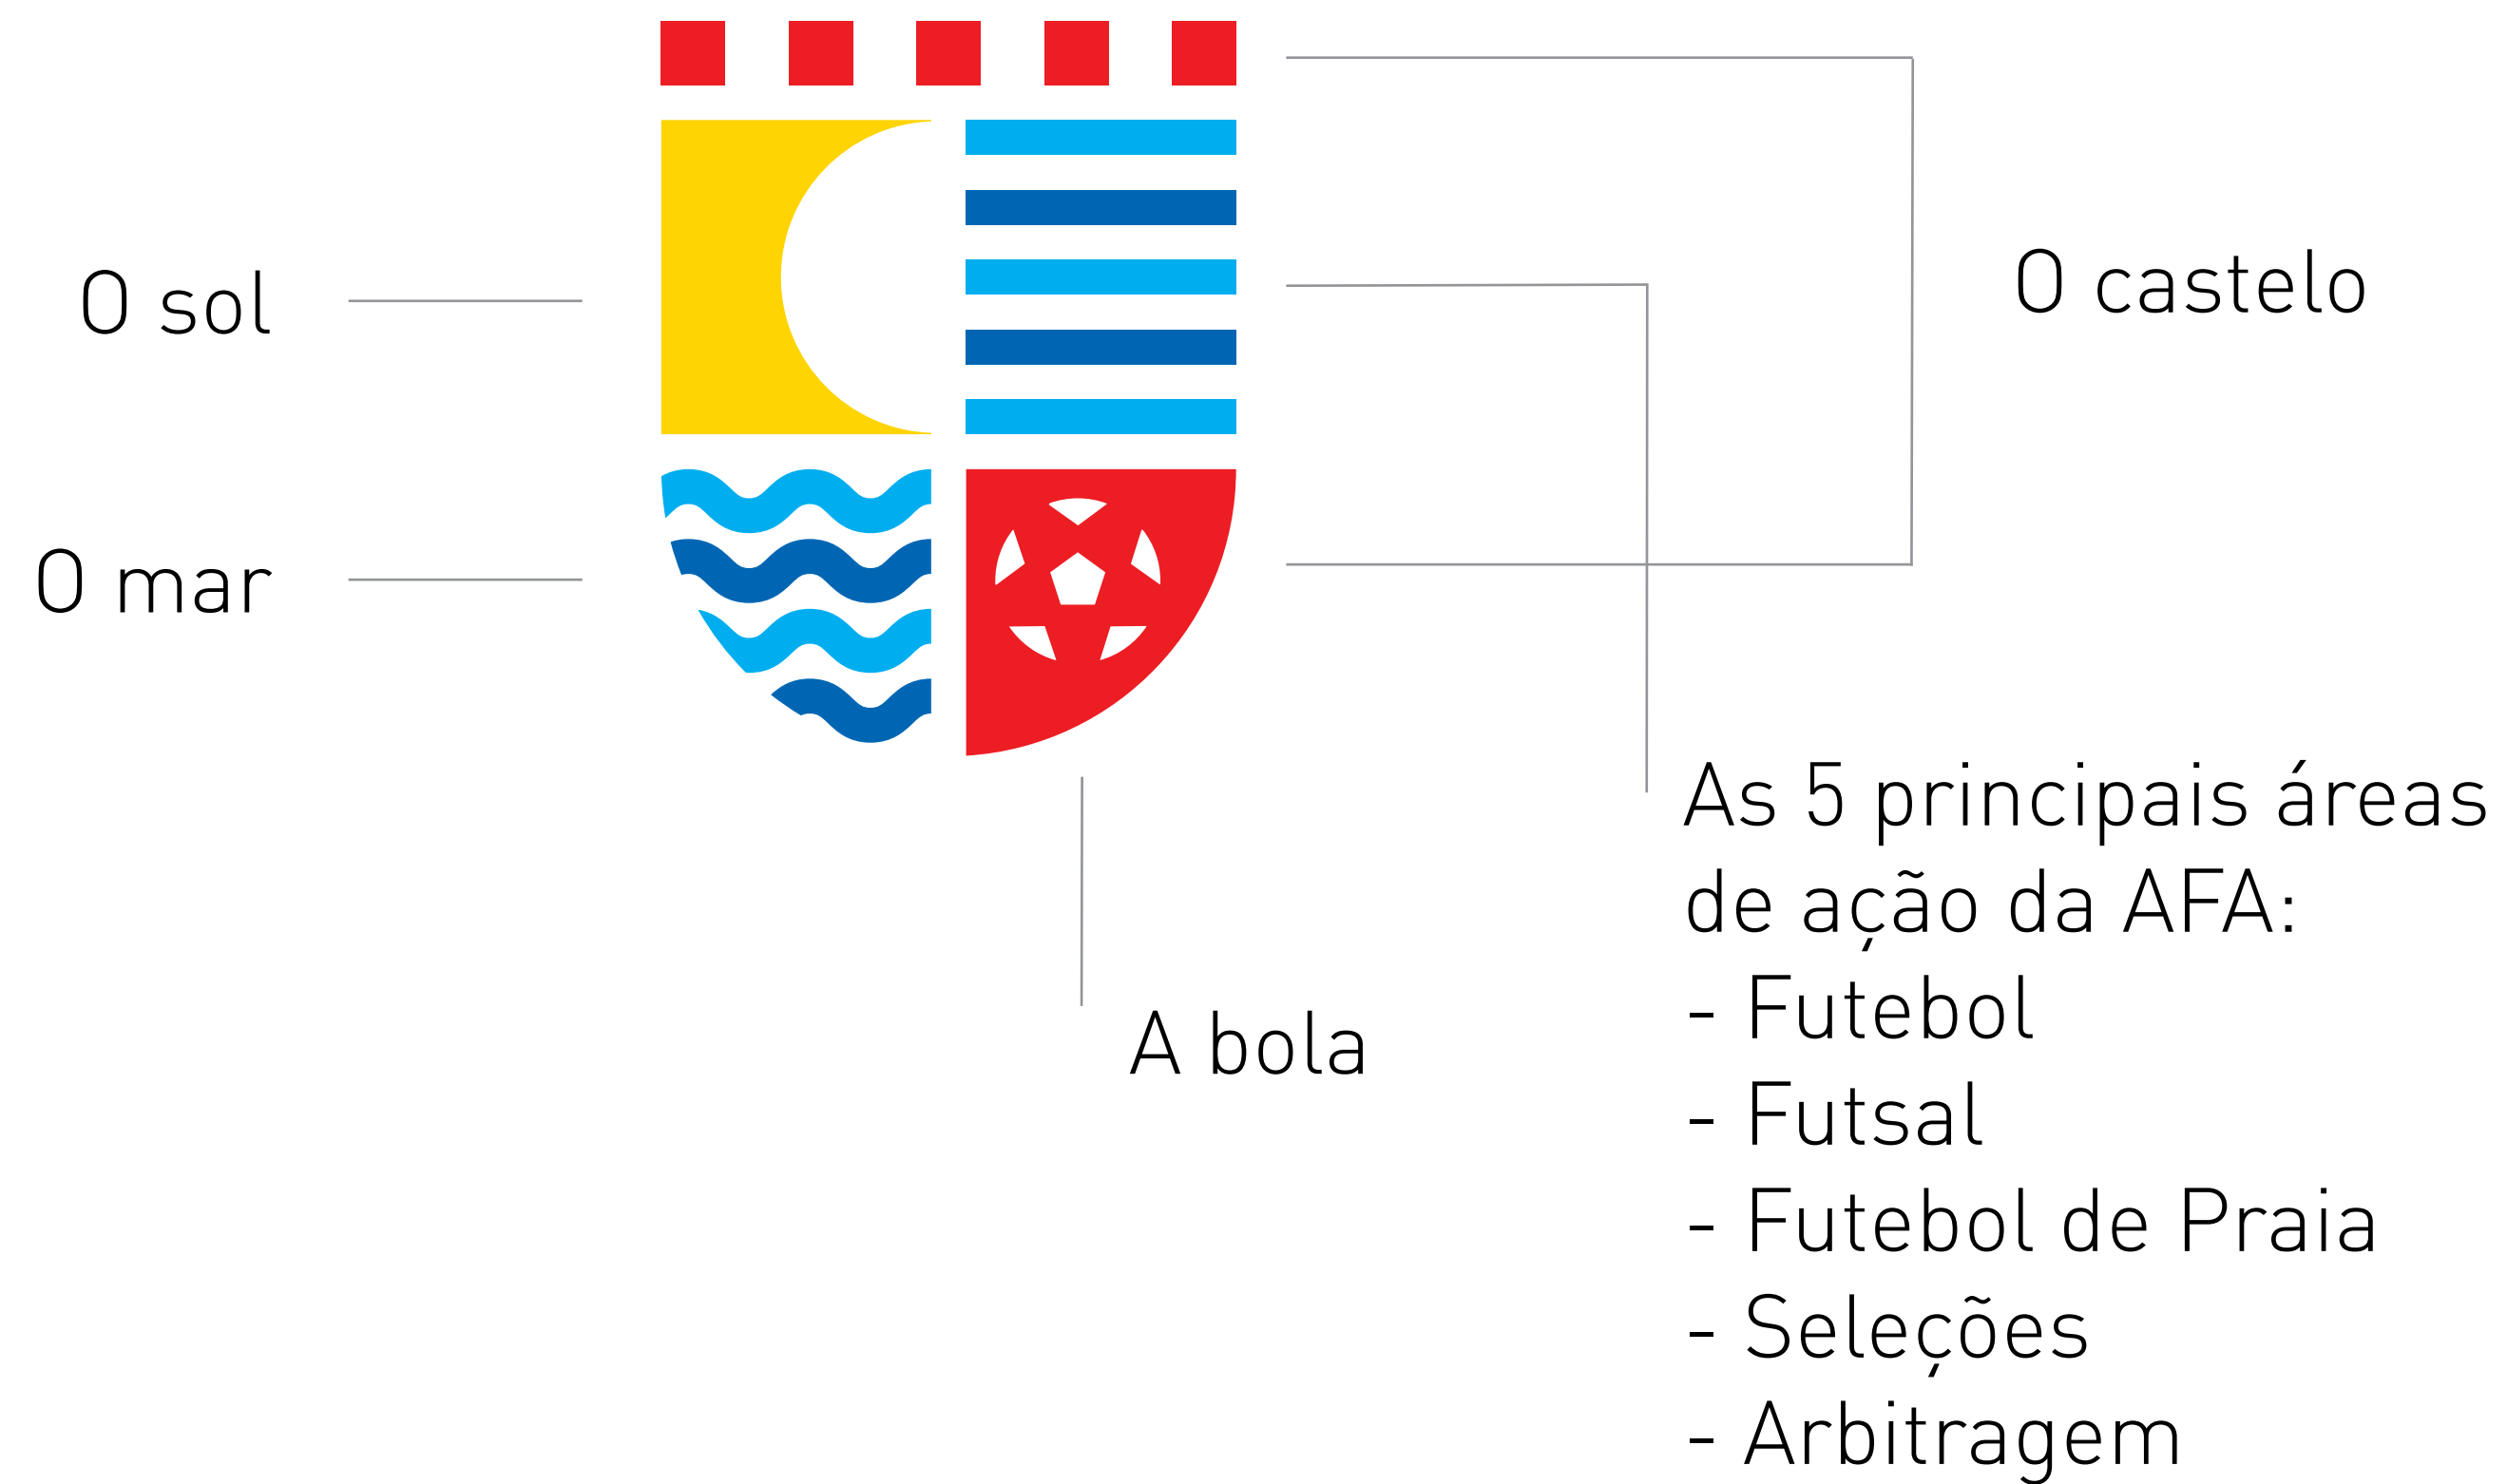 O sol
O castelo
O mar
As 5 principais áreas
de ação da AFA:
- Futebol
- Futsal
- Futebol de Praia
- Seleções
- Arbitragem
A bola